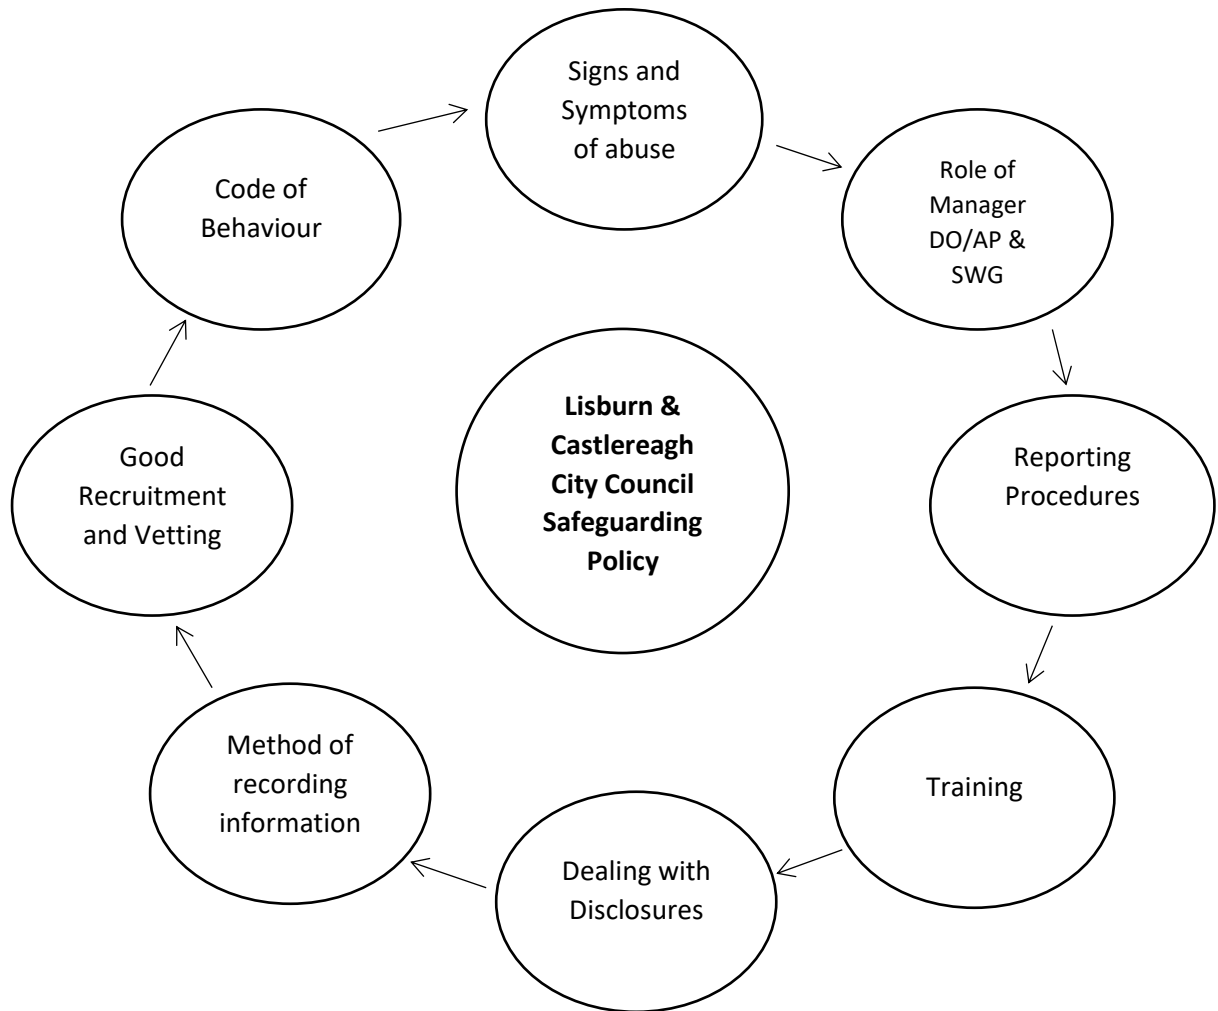 Signs and
Symptoms
of abuse
Role of
Manager
DO/AP &
SWG
Reporting
Procedures
Training
Dealing with
Disclosures
Method of
recording
information
Good
Recruitment
and Vetting
Code of
Behaviour
Lisburn &
Castlereagh
City Council
Safeguarding
Policy